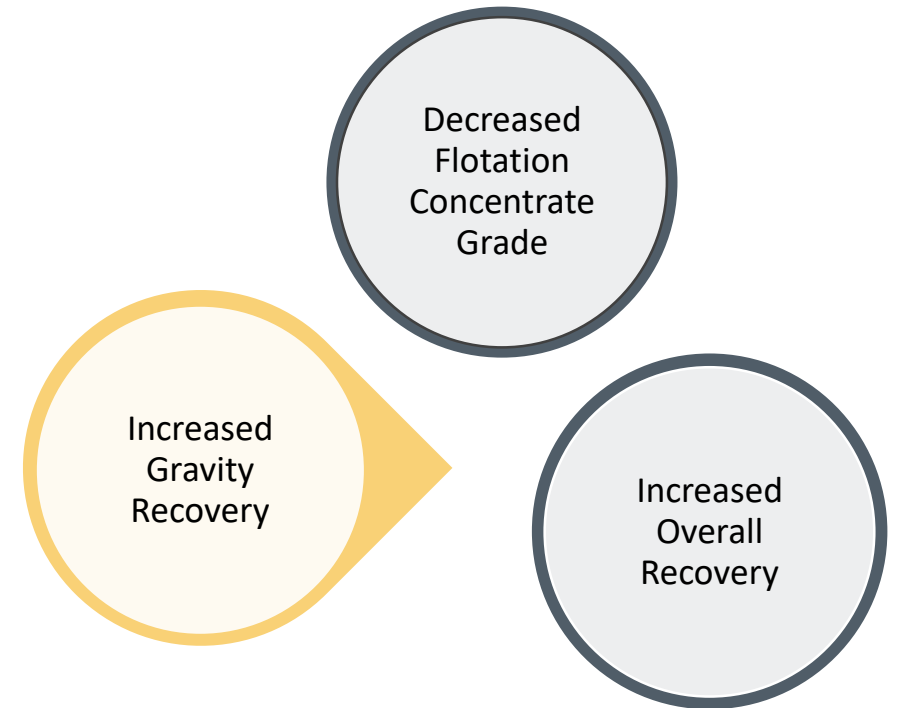 Decreased
Flotation
Concentrate
Grade
Increased
Gravity
Recovery
Increased
Overall
Recovery